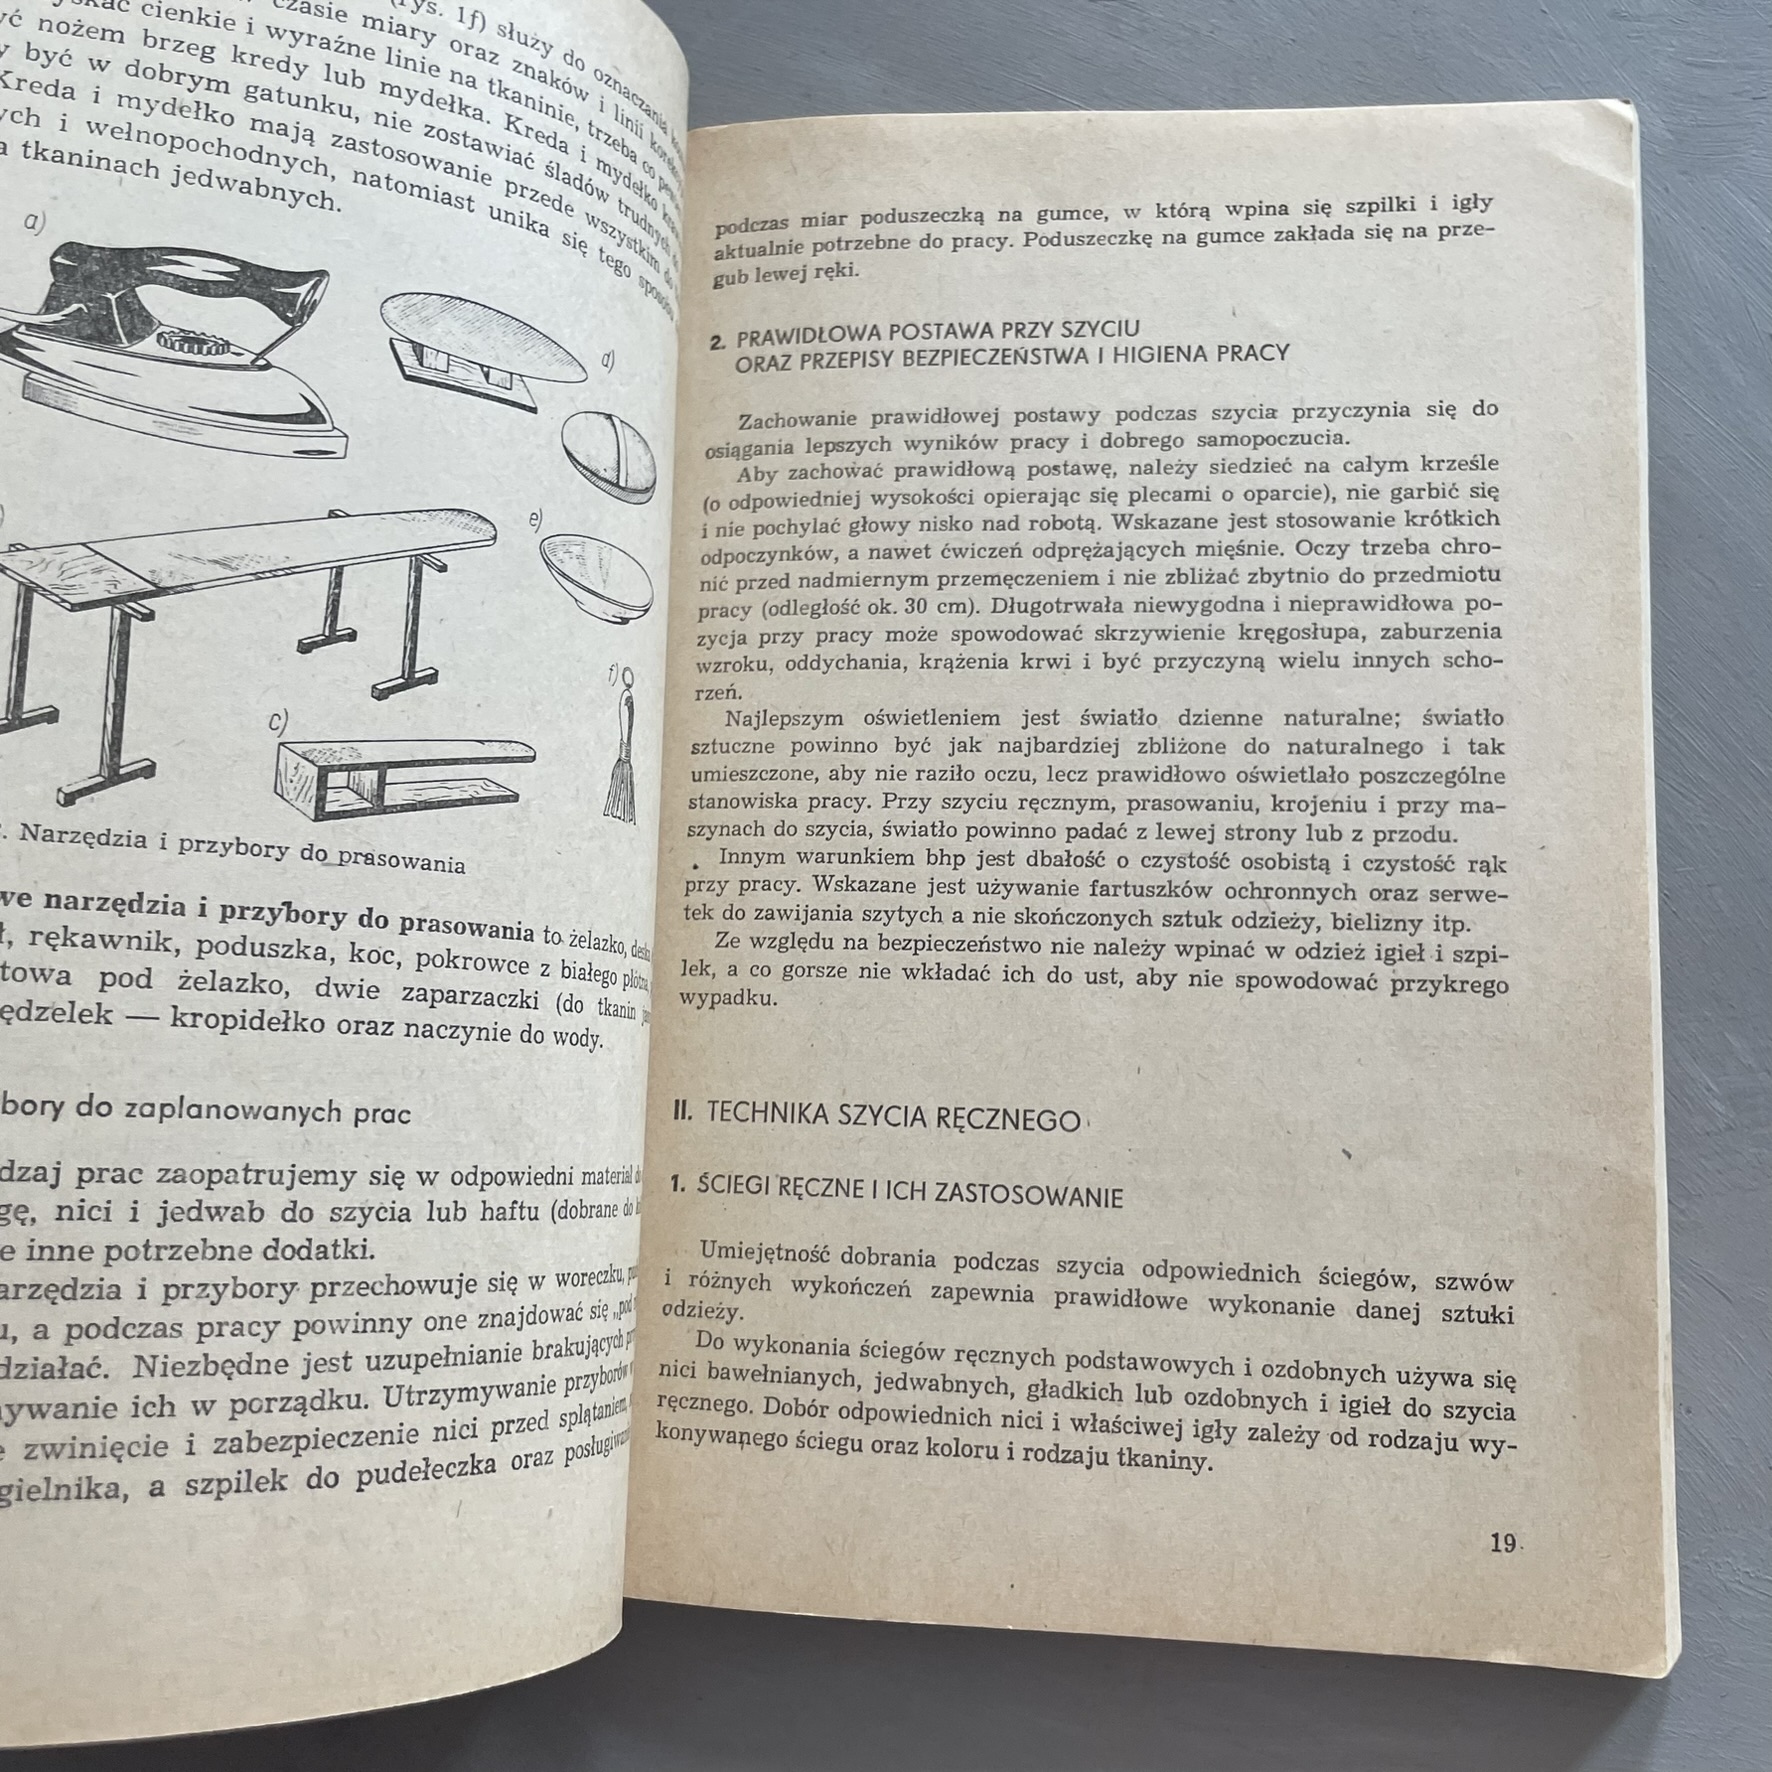 (rys. 1f) służy do oznaczania
czasie miary oraz znaków i linii
cienkie i wyraźne linie na tkaninie, trzeba co
nożem brzeg kredy lub mydełka. Kreda i mydełko
być w dobrym gatunku, nie zostawiać śladów trudnych
Kreda i mydełko mają zastosowanie przede wszystkim do
i wełnopochodnych, natomiast unika się tego
tkaninach jedwabnych.
a)
d)
e)
f)
c)
Narzędzia i przybory do prasowania
narzędzia i przybory do prasowania to żelazko,
rękawnik, poduszka, koc, pokrowce z białego
pod żelazko, dwie zaparzaczki (do tkanin
— kropidełko oraz naczynie do wody.
do zaplanowanych prac
prac zaopatrujemy się w odpowiedni materiał
nici i jedwab do szycia lub haftu (dobrane do
inne potrzebne dodatki.
i przybory przechowuje się w woreczku,
a podczas pracy powinny one znajdować się „pod
działać. Niezbędne jest uzupełnianie brakujących
ich w porządku. Utrzymywanie przyborów
zwinięcie i zabezpieczenie nici przed splątaniem,
a szpilek do pudełeczka oraz
podczas miar poduszeczką na gumce, w którą wpina się szpilki i igły
aktualnie potrzebne do pracy. Poduszeczkę na gumce zakłada się na prze-
gub lewej ręki.
2. PRAWIDŁOWA POSTAWA PRZY SZYCIU
ORAZ PRZEPISY BEZPIECZEŃSTWA I HIGIENA PRACY
Zachowanie prawidłowej postawy podczas szycia przyczynia się do
osiągania lepszych wyników pracy i dobrego samopoczucia.
Aby zachować prawidłową postawę, należy siedzieć na całym krześle
(o odpowiedniej wysokości opierając się plecami o oparcie), nie garbić się
i nie pochylać głowy nisko nad robotą. Wskazane jest stosowanie krótkich
odpoczynków, a nawet ćwiczeń odprężających mięśnie. Oczy trzeba chro-
nić przed nadmiernym przemęczeniem i nie zbliżać zbytnio do przedmiotu
pracy (odległość ok. 30 cm). Długotrwała niewygodna i nieprawidłowa po-
zycja przy pracy może spowodować skrzywienie kręgosłupa, zaburzenia
wzroku, oddychania, krążenia krwi i być przyczyną wielu innych scho-
rzeń.
Najlepszym oświetleniem jest światło dzienne naturalne; światło
sztuczne powinno być jak najbardziej zbliżone do naturalnego i tak
umieszczone, aby nie raziło oczu, lecz prawidłowo oświetlało poszczególne
stanowiska pracy. Przy szyciu ręcznym, prasowaniu, krojeniu i przy ma-
szynach do szycia, światło powinno padać z lewej strony lub z przodu.
Innym warunkiem bhp jest dbałość o czystość osobistą i czystość rąk
przy pracy. Wskazane jest używanie fartuszków ochronnych oraz serwe-
tek do zawijania szytych a nie skończonych sztuk odzieży, bielizny itp.
Ze względu na bezpieczeństwo nie należy wpinać w odzież igieł i szpi-
lek, a co gorsze nie wkładać ich do ust, aby nie spowodować przykrego
wypadku.
II. TECHNIKA SZYCIA RĘCZNEGO
1. ŚCIEGI RĘCZNE I ICH ZASTOSOWANIE
Umiejętność dobrania podczas szycia odpowiednich ściegów, szwów
i różnych wykończeń zapewnia prawidłowe wykonanie danej sztuki
odzieży.
Do wykonania ściegów ręcznych podstawowych i ozdobnych używa się
nici bawełnianych, jedwabnych, gładkich lub ozdobnych i igieł do szycia
ręcznego. Dobór odpowiednich nici i właściwej igły zależy od rodzaju wy-
konywanego ściegu oraz koloru i rodzaju tkaniny.
19